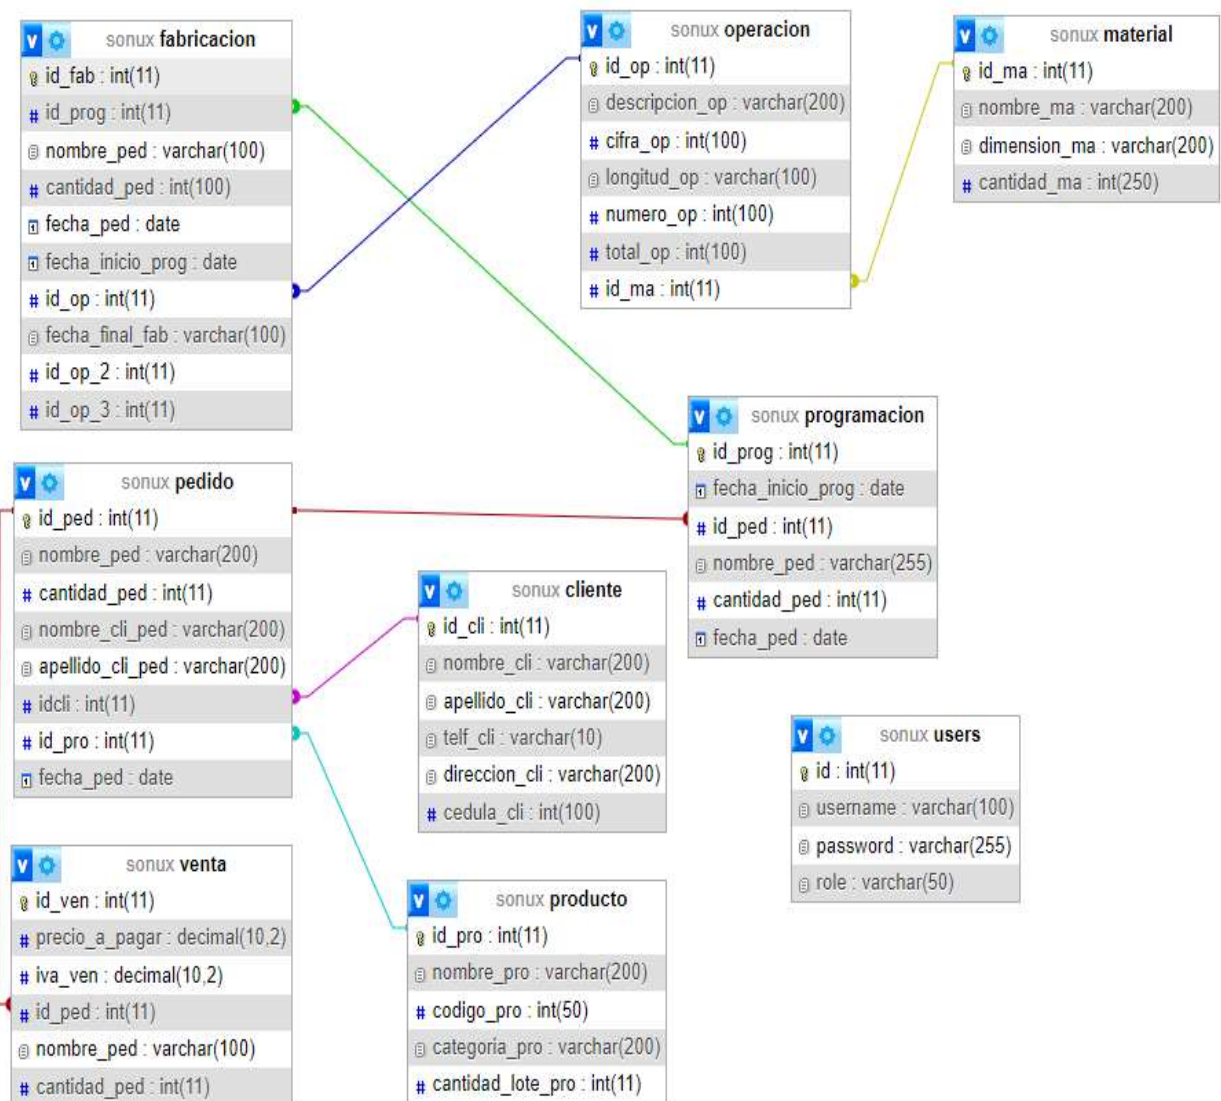 sonux fabricacion
id_fab : int(11)
id_prog : int(11)
nombre_ped : varchar(100)
cantidad_ped : int(100)
fecha_ped : date
fecha_inicio_prog : date
id_op : int(11)
fecha_final_fab : varchar(100)
id_op_2 : int(11)
id_op_3 : int(11)
sonux operacion
id_op : int(11)
descripcion_op : varchar(200)
cifra_op : int(100)
longitud_op : varchar(100)
numero_op : int(100)
total_op : int(100)
id_ma : int(11)
sonux material
id_ma : int(11)
nombre_ma : varchar(200)
dimension_ma : varchar(200)
cantidad_ma : int(250)
sonux programacion
id_prog : int(11)
fecha_inicio_prog : date
id_ped : int(11)
nombre_ped : varchar(255)
cantidad_ped : int(11)
fecha_ped : date
sonux pedido
id_ped : int(11)
nombre_ped : varchar(200)
cantidad_ped : int(11)
nombre_cli_ped : varchar(200)
apellido_cli_ped : varchar(200)
idcli : int(11)
id_pro : int(11)
fecha_ped : date
sonux cliente
id_cli : int(11)
nombre_cli : varchar(200)
apellido_cli : varchar(200)
telf_cli : varchar(10)
direccion_cli : varchar(200)
cedula_cli : int(100)
sonux users
id : int(11)
username : varchar(100)
password : varchar(255)
role : varchar(50)
sonux venta
id_ven : int(11)
precio_a_pagar : decimal(10,2)
iva_ven : decimal(10,2)
id_ped : int(11)
nombre_ped : varchar(100)
cantidad_ped : int(11)
sonux producto
id_pro : int(11)
nombre_pro : varchar(200)
codigo_pro : int(50)
categoria_pro : varchar(200)
cantidad_lote_pro : int(11)